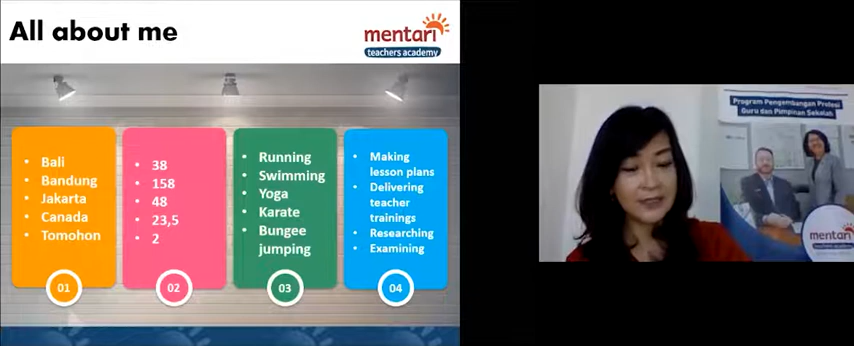 All about me
mentari
teachers academy
Bali
Bandung
Jakarta
Canada
Tomohon
01
38
158
48
23,5
2
02
Running
Swimming
Yoga
Karate
Bungee
jumping
03
Making
lesson plans
Delivering
teacher
trainings
Researching
Examining
04
Program Pengembangan Profesi
Guru dan Pimpinan Sekolah
mentari
teachers academy